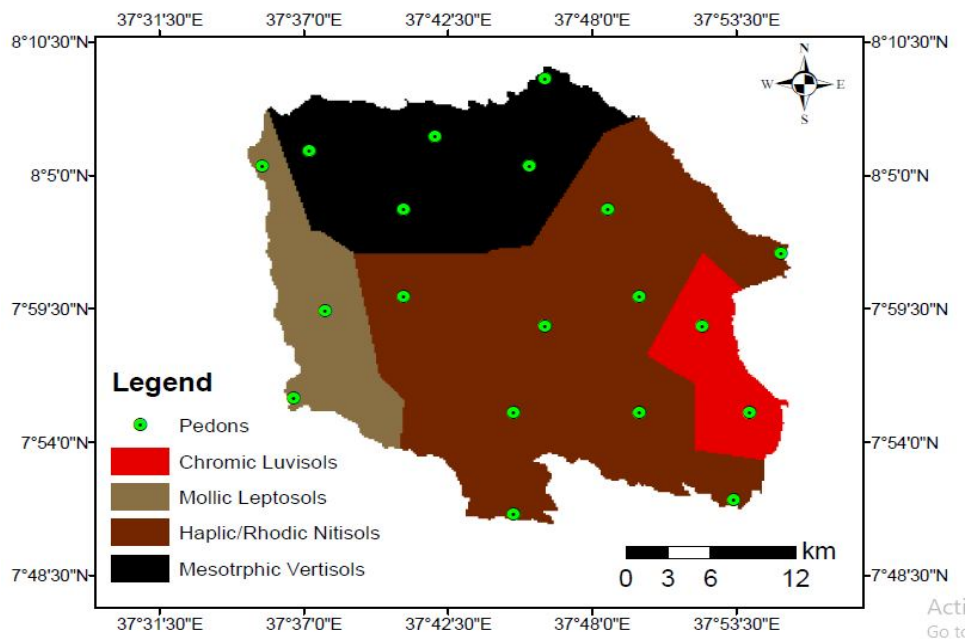 37°31'30"E 37°37'0"E 37°42'30"E 37°48'0"E 37°53'30"E
8°10'30"N 8°10'30"N
N
W E
S
8°5'0"N 8°5'0"N
7°59'30"N 7°59'30"N
Legend
Pedons
7°54'0"N 7°54'0"N
Chromic Luvisols
Mollic Leptosols
Haplic/Rhodic Nitisols
km
Mesotrphic Vertisols
0 3 6 12
7°48'30"N 7°48'30"N
37°31'30"E 37°37'0"E 37°42'30"E 37°48'0"E 37°53'30"E
Acti
Go to